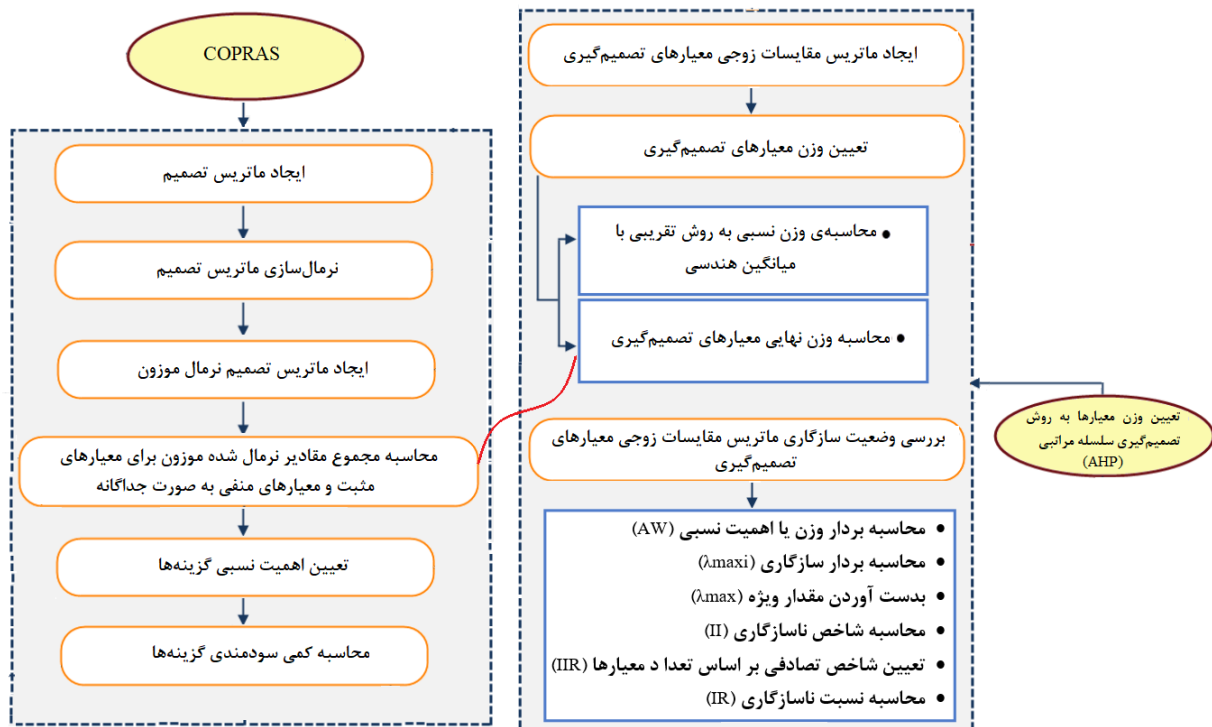 COPRAS
ایجاد ماتریس تصمیم
نرمال‌سازی ماتریس تصمیم
ایجاد ماتریس تصمیم نرمال موزون
محاسبه مجموع مقادیر نرمال شده موزون برای معیارهای
مثبت و معیارهای منفی به صورت جداگانه
تعیین اهمیت نسبی گزینه‌ها
محاسبه کمی سودمندی گزینه‌ها
ایجاد ماتریس مقایسات زوجی معیارهای تصمیم‌گیری
تعیین وزن معیارهای تصمیم‌گیری
● محاسبه‌ی وزن نسبی به روش تقریبی با
میانگین هندسی
● محاسبه وزن نهایی معیارهای تصمیم‌گیری
بررسی وضعیت سازگاری ماتریس مقایسات زوجی معیارهای
تصمیم‌گیری
● محاسبه بردار وزن یا اهمیت نسبی (AW)
● محاسبه بردار سازگاری (λmaxi)
● بدست آوردن مقدار ویژه (λmax)
● محاسبه شاخص ناسازگاری (II)
● تعیین شاخص تصادفی بر اساس تعدا د معیارها (IIR)
● محاسبه نسبت ناسازگاری (IR)
تعیین وزن معیارها به روش
تصمیم‌گیری سلسله مراتبی
(AHP)